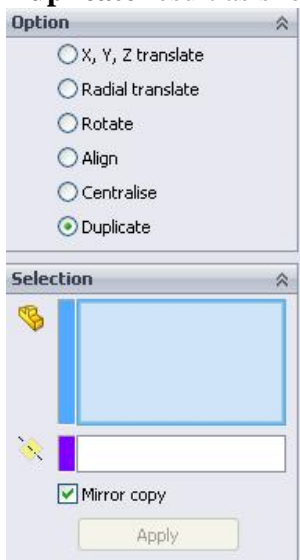 Option
X, Y, Z translate
Radial translate
Rotate
Align
Centralise
Duplicate
Selection
Mirror copy
Apply